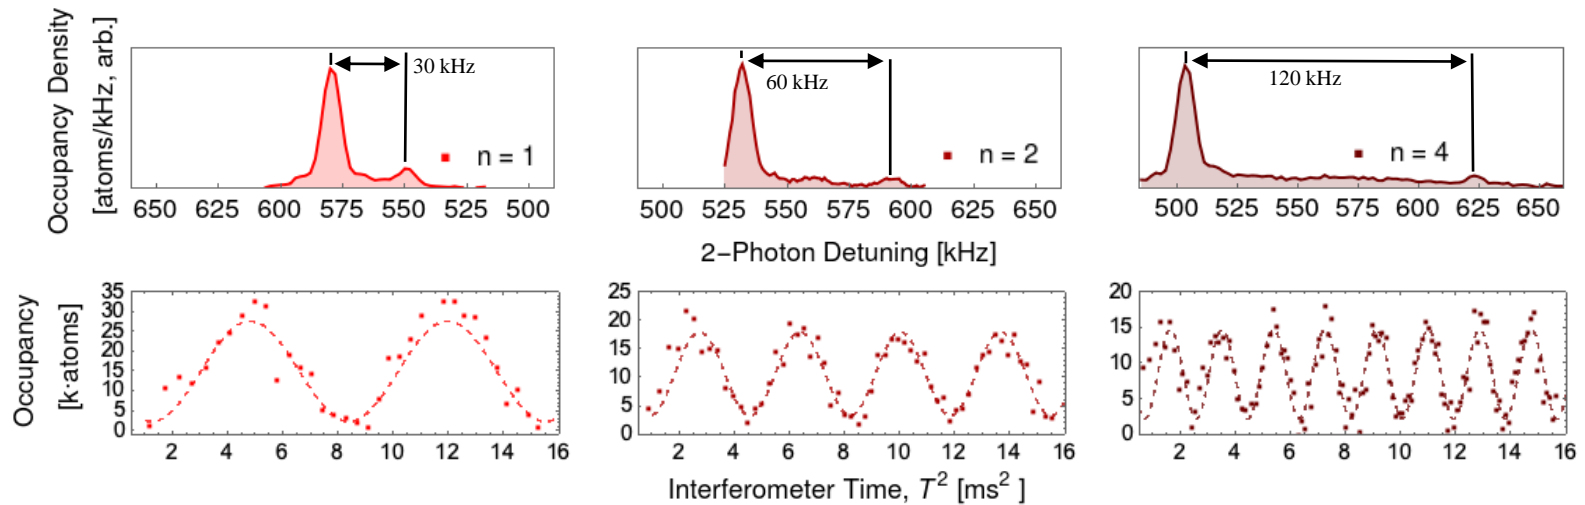 Occupancy Density
[atoms/kHz, arb.]
30 kHz
n = 1
650 625 600 575 550 525 500
60 kHz
n = 2
500 525 550 575 600 625 650
120 kHz
n = 4
500 525 550 575 600 625 650
2−Photon Detuning [kHz]
Occupancy
[k·atoms]
35
30
25
20
15
10
5
0
2 4 6 8 10 12 14 16
25
20
15
10
5
0
2 4 6 8 10 12 14 16
20
15
10
5
0
2 4 6 8 10 12 14 16
Interferometer Time, T² [ms² ]